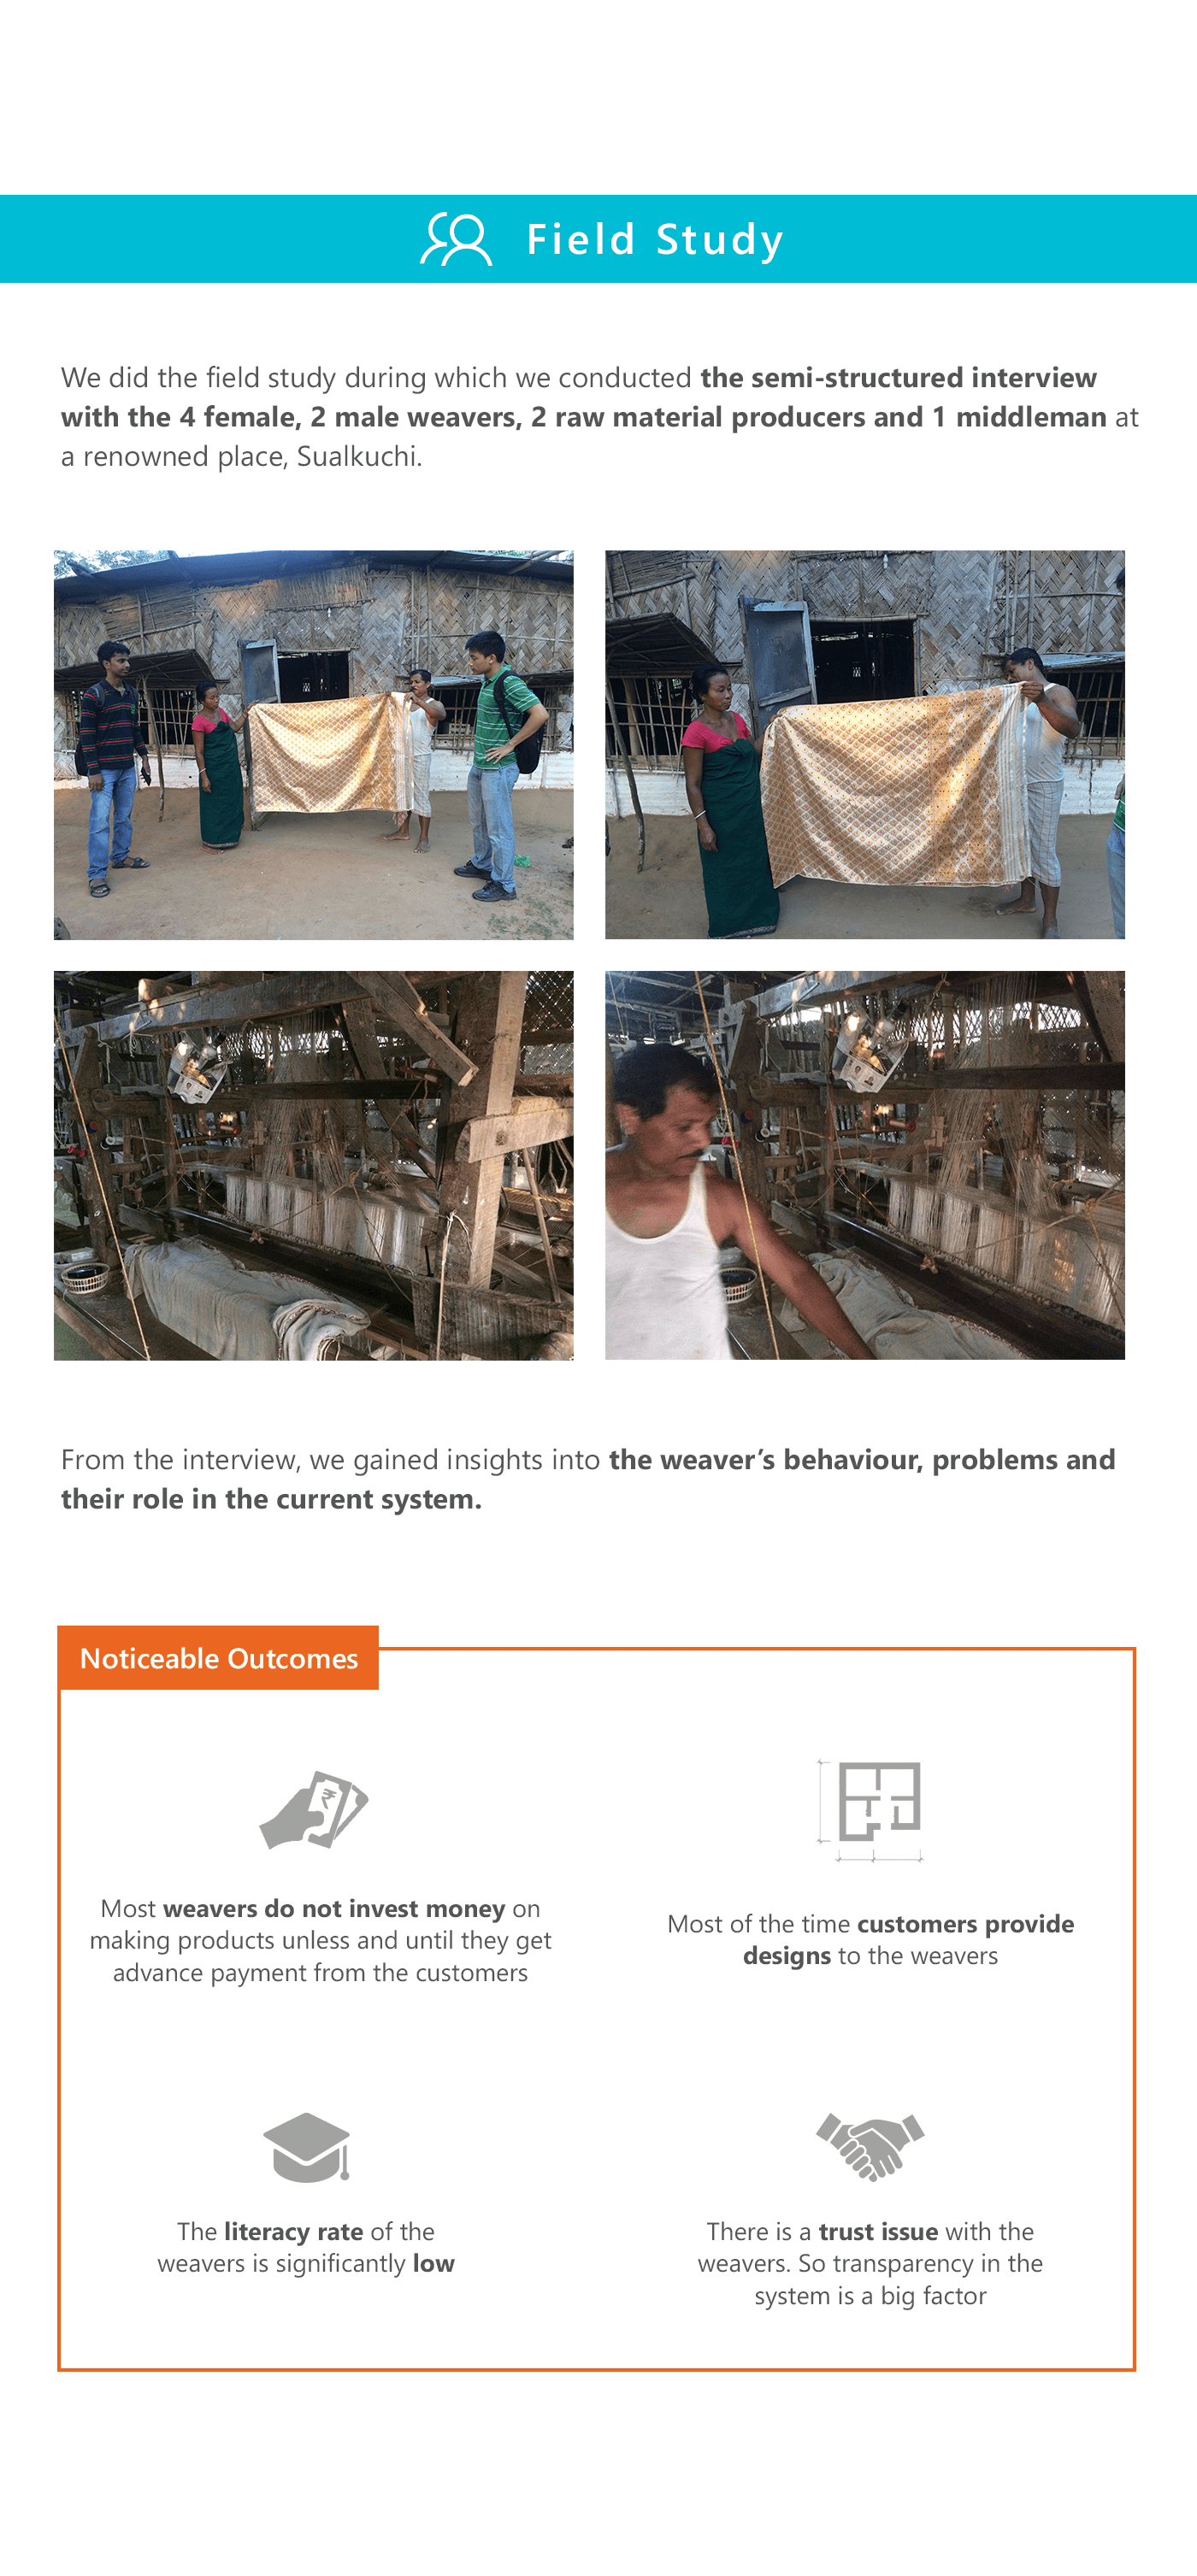 Field Study
We did the field study during which we conducted the semi-structured interview
with the 4 female, 2 male weavers, 2 raw material producers and 1 middleman at
a renowned place, Sualkuchi.
From the interview, we gained insights into the weaver’s behaviour, problems and
their role in the current system.
Noticeable Outcomes
₹
Most weavers do not invest money on
making products unless and until they get
advance payment from the customers
Most of the time customers provide
designs to the weavers
The literacy rate of the
weavers is significantly low
There is a trust issue with the
weavers. So transparency in the
system is a big factor